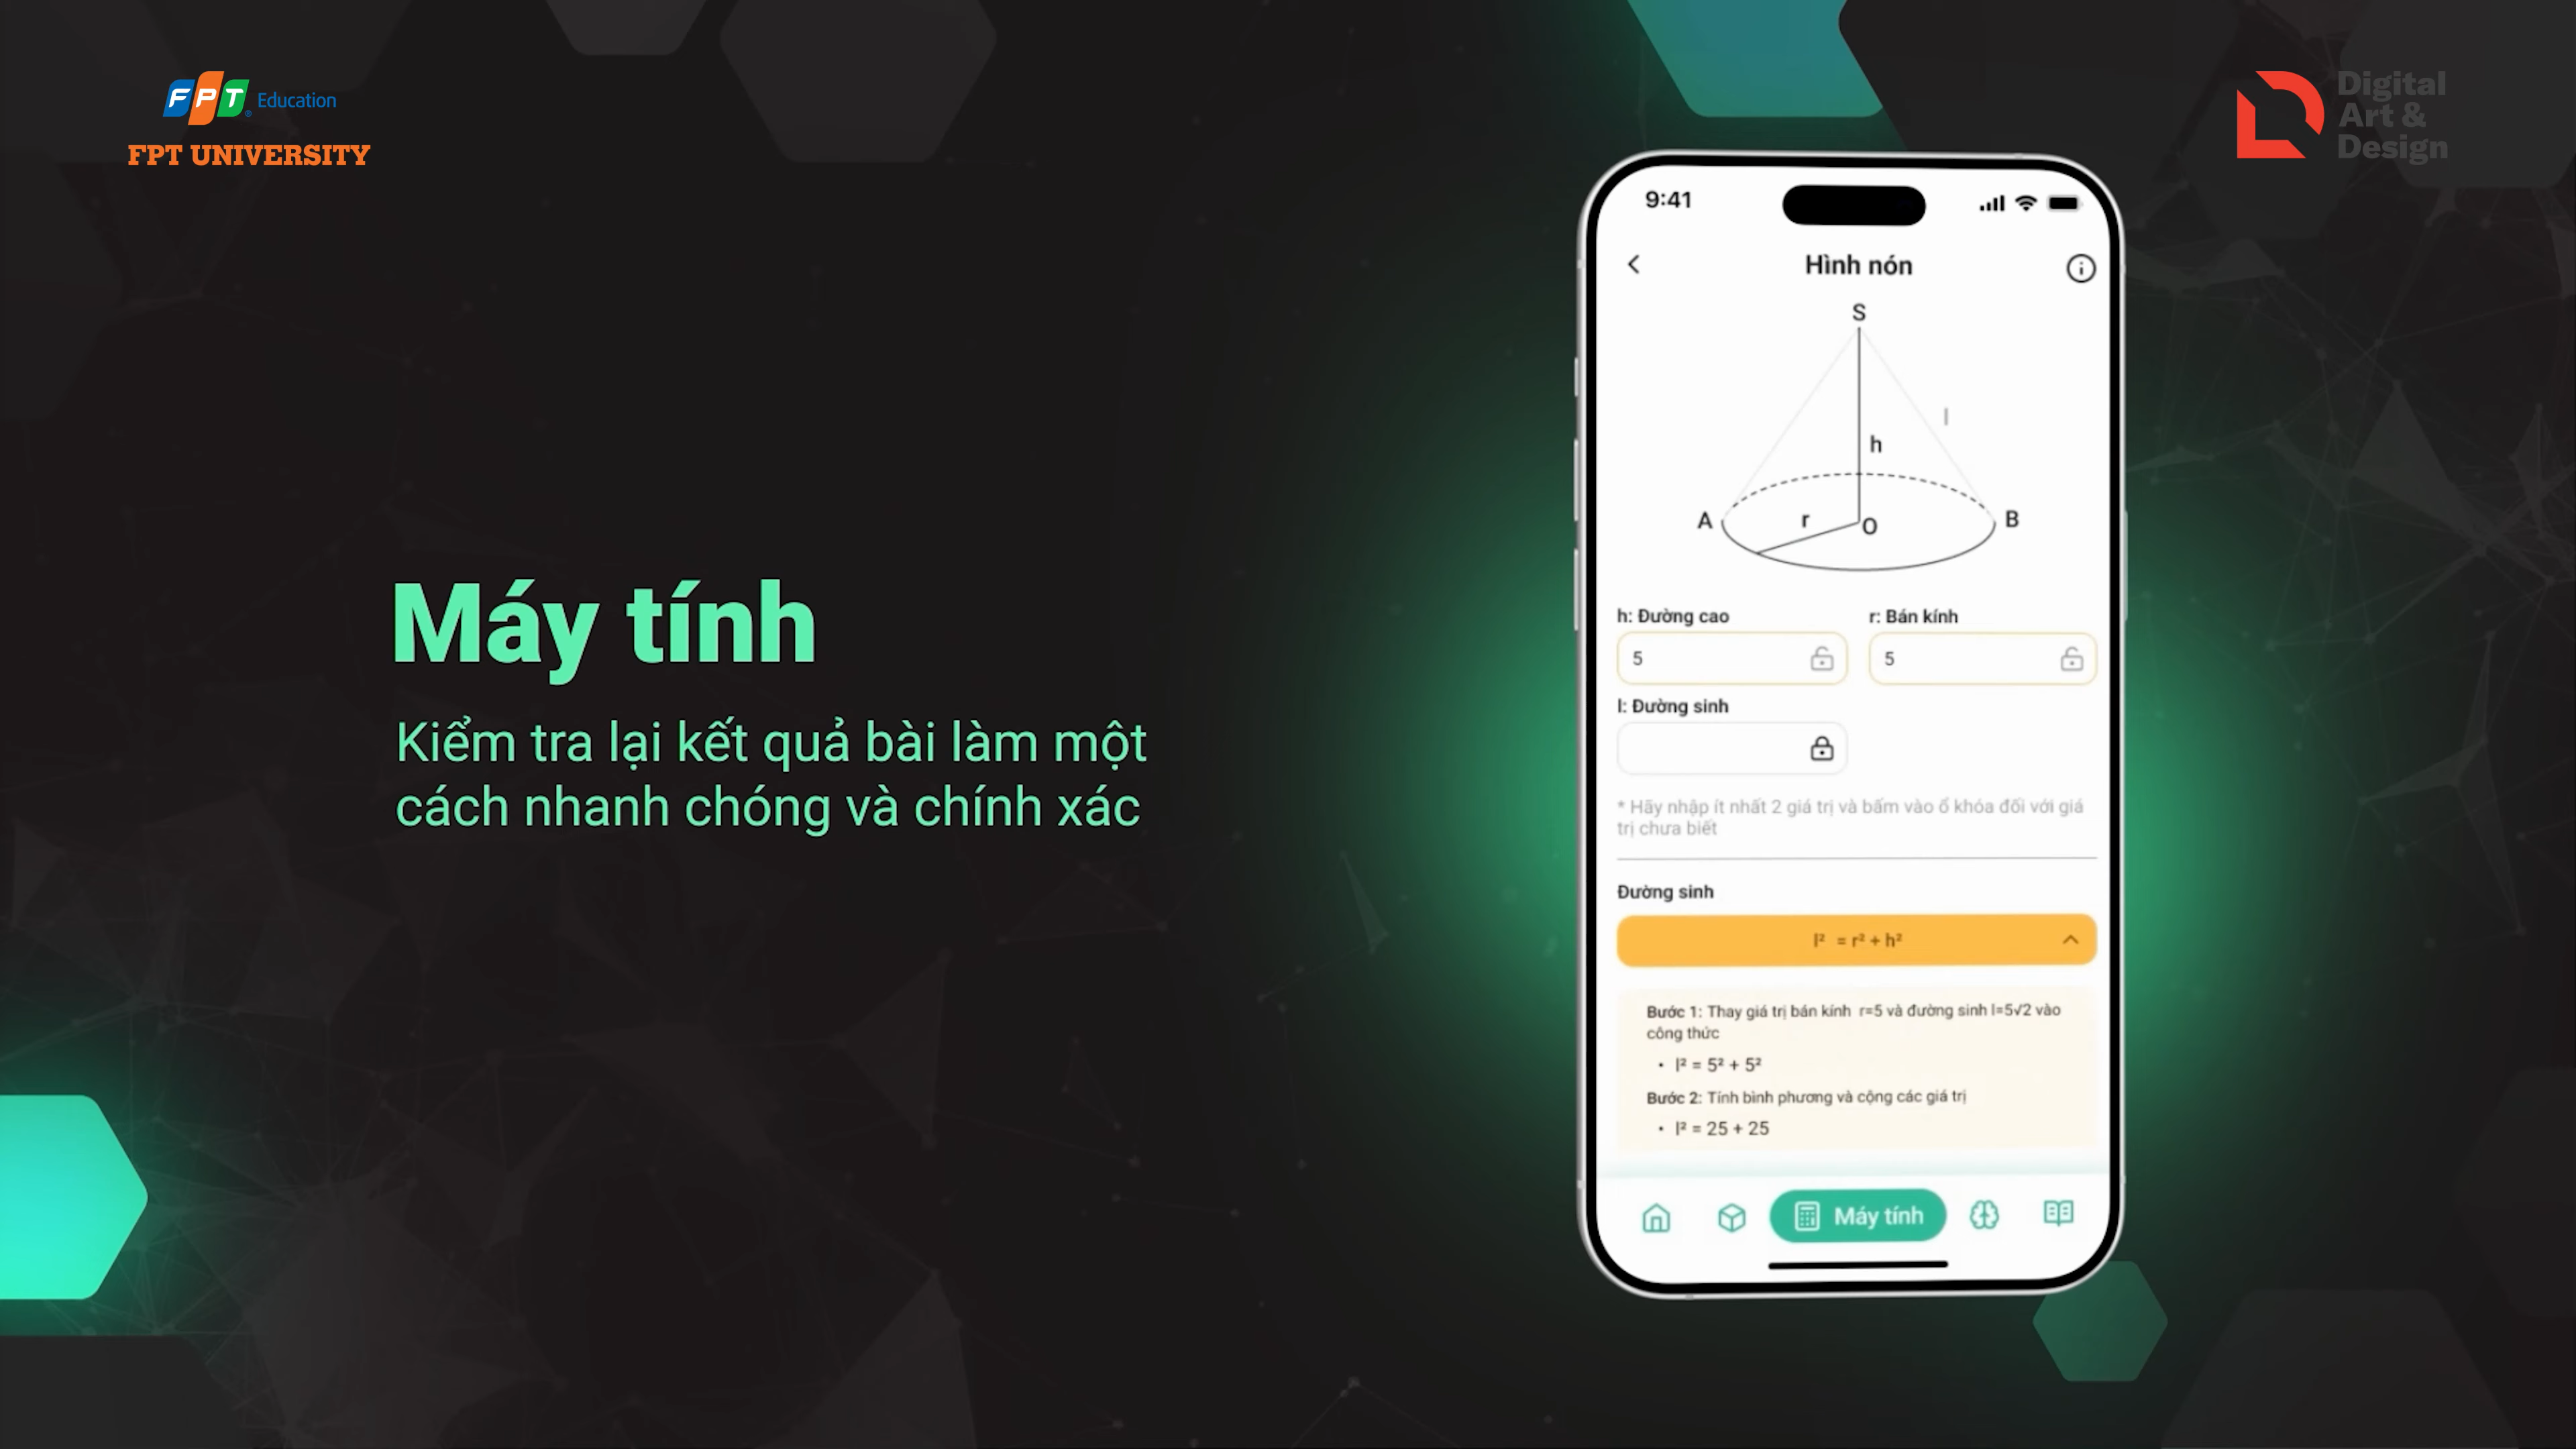 FPT Education
FPT UNIVERSITY
Digital
Art &
Design
Máy tính
Kiểm tra lại kết quả bài làm một
cách nhanh chóng và chính xác
9:41
Hình nón
S
l
h
A
r
O
B
h: Đường cao
r: Bán kính
5
5
l: Đường sinh
* Hãy nhập ít nhất 2 giá trị và bấm vào ổ khóa đối với giá
trị chưa biết
Đường sinh
l² = r² + h²
Bước 1: Thay giá trị bán kính r=5 và đường sinh l=5√2 vào
công thức
• l² = 5² + 5²
Bước 2: Tính bình phương và cộng các giá trị
• l² = 25 + 25
Máy tính